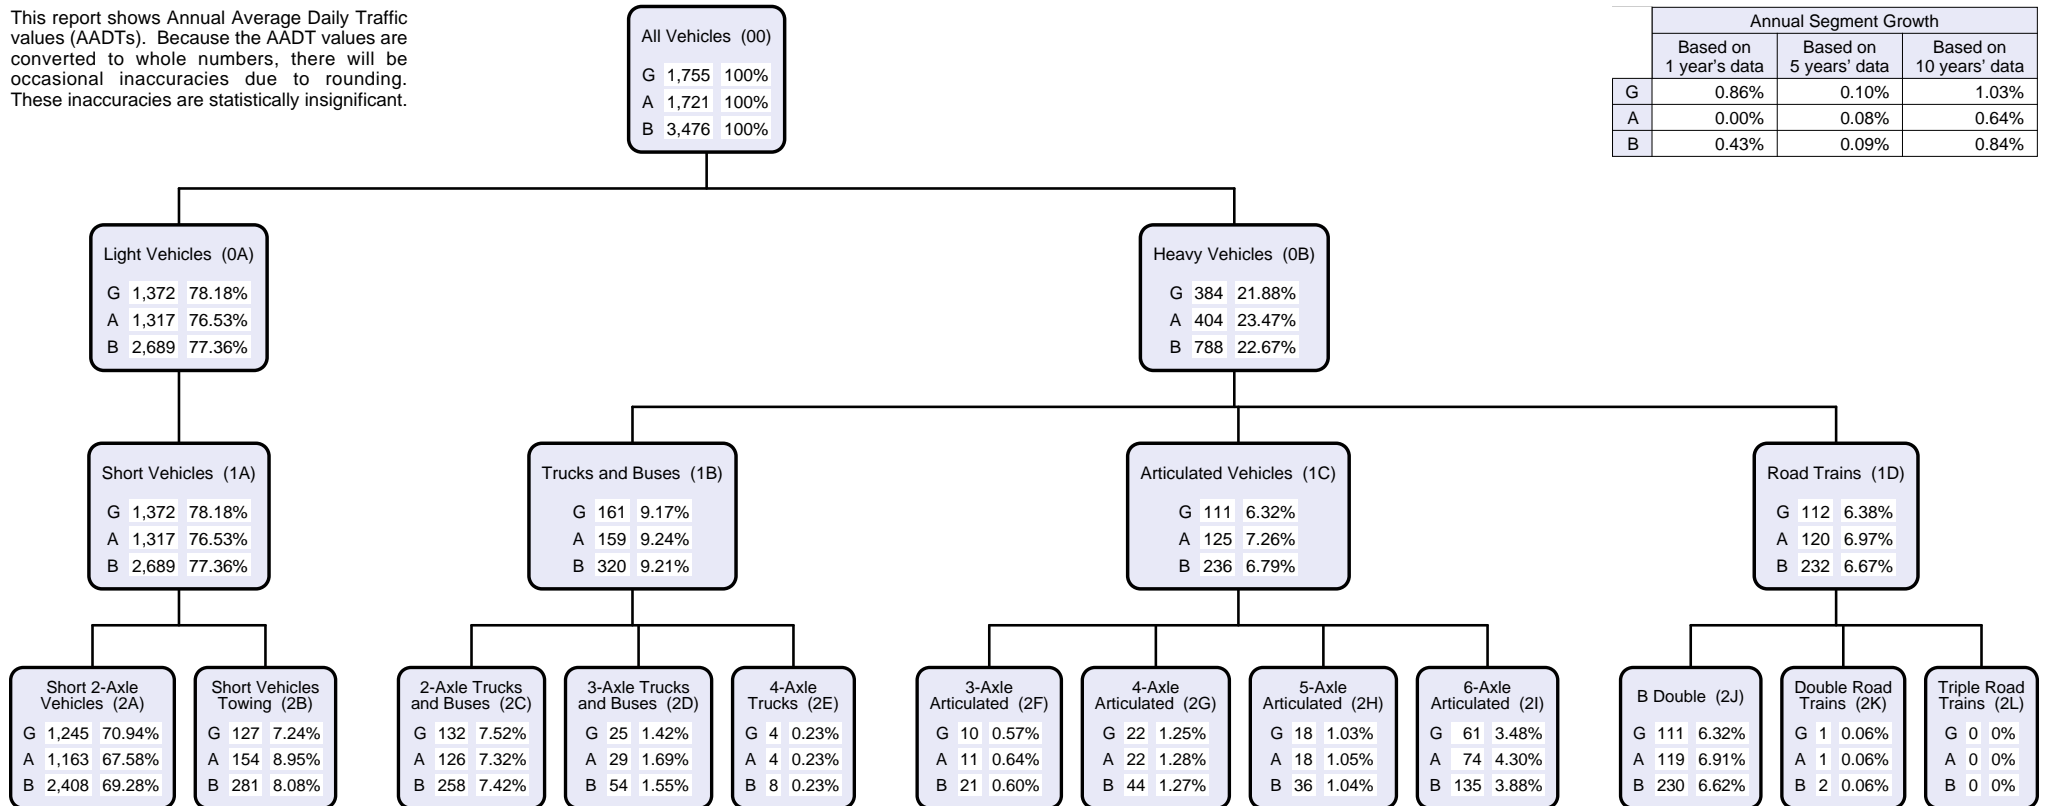 This report shows Annual Average Daily Traffic
values (AADTs). Because the AADT values are
converted to whole numbers, there will be
occasional inaccuracies due to rounding.
These inaccuracies are statistically insignificant.
All Vehicles (00)
G 1,755 100%
A 1,721 100%
B 3,476 100%
Annual Segment Growth
Based on 1 year's data Based on 5 years' data Based on 10 years' data
G 0.86% 0.10% 1.03%
A 0.00% 0.08% 0.64%
B 0.43% 0.09% 0.84%
Light Vehicles (0A)
G 1,372 78.18%
A 1,317 76.53%
B 2,689 77.36%
Heavy Vehicles (0B)
G 384 21.88%
A 404 23.47%
B 788 22.67%
Short Vehicles (1A)
G 1,372 78.18%
A 1,317 76.53%
B 2,689 77.36%
Trucks and Buses (1B)
G 161 9.17%
A 159 9.24%
B 320 9.21%
Articulated Vehicles (1C)
G 111 6.32%
A 125 7.26%
B 236 6.79%
Road Trains (1D)
G 112 6.38%
A 120 6.97%
B 232 6.67%
Short 2-Axle
Vehicles (2A)
G 1,245 70.94%
A 1,163 67.58%
B 2,408 69.28%
Short Vehicles
Towing (2B)
G 127 7.24%
A 154 8.95%
B 281 8.08%
2-Axle Trucks
and Buses (2C)
G 132 7.52%
A 126 7.32%
B 258 7.42%
3-Axle Trucks
and Buses (2D)
G 25 1.42%
A 29 1.69%
B 54 1.55%
4-Axle
Trucks (2E)
G 4 0.23%
A 4 0.23%
B 8 0.23%
3-Axle
Articulated (2F)
G 10 0.57%
A 11 0.64%
B 21 0.60%
4-Axle
Articulated (2G)
G 22 1.25%
A 22 1.28%
B 44 1.27%
5-Axle
Articulated (2H)
G 18 1.03%
A 18 1.05%
B 36 1.04%
6-Axle
Articulated (2I)
G 61 3.48%
A 74 4.30%
B 135 3.88%
B Double (2J)
G 111 6.32%
A 119 6.91%
B 230 6.62%
Double Road
Trains (2K)
G 1 0.06%
A 1 0.06%
B 2 0.06%
Triple Road
Trains (2L)
G 0 0%
A 0 0%
B 0 0%